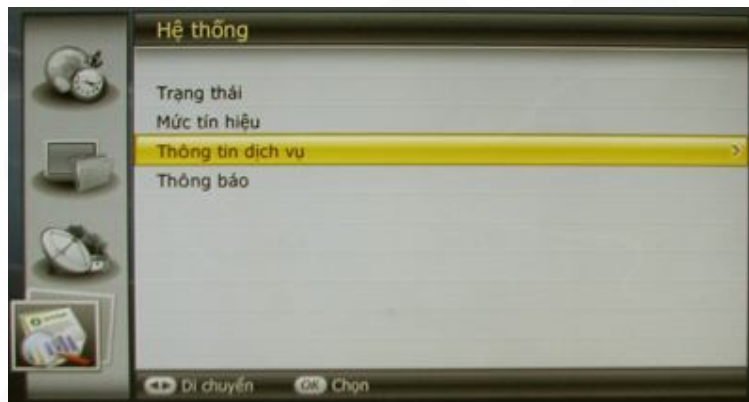 Hệ thống
Trạng thái
Mức tín hiệu
Thông tin dịch vụ
Thông báo
Di chuyển OK Chọn